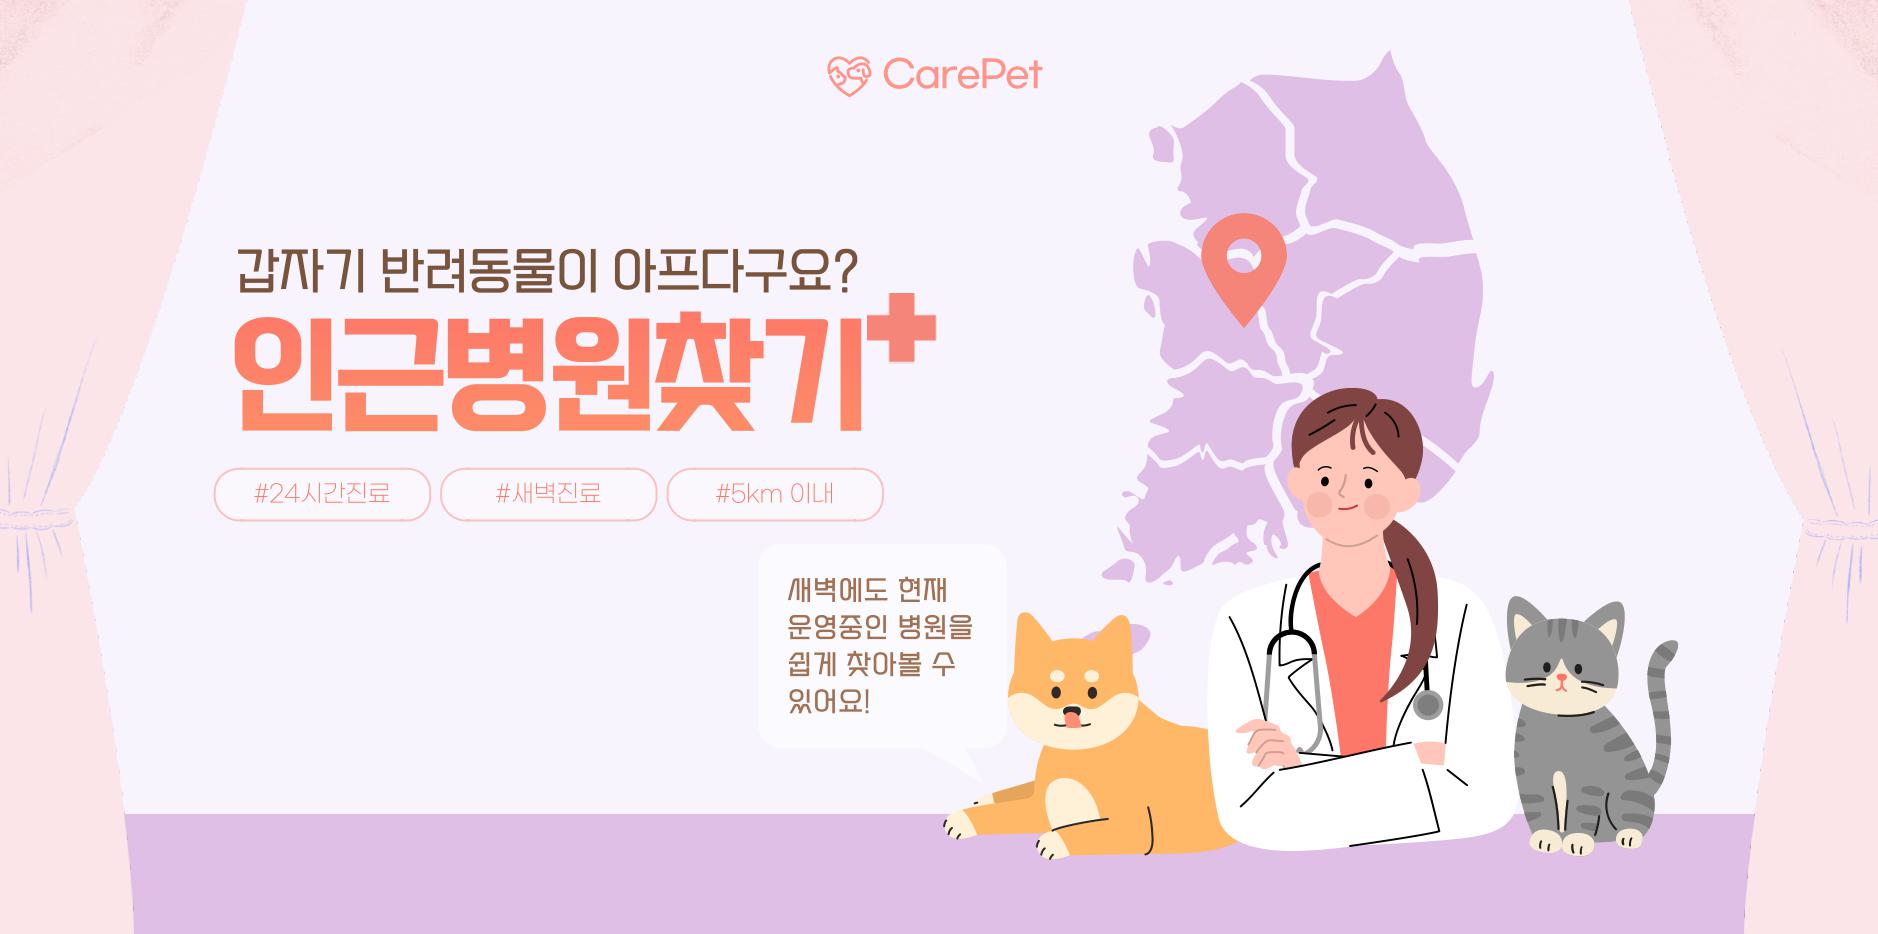 CarePet
갑자기 반려동물이 아프다구요?
인근병원찾기
#24시간진료
#새벽진료
#5km 이내
새벽에도 현재
운영중인 병원을
쉽게 찾아볼 수
있어요!